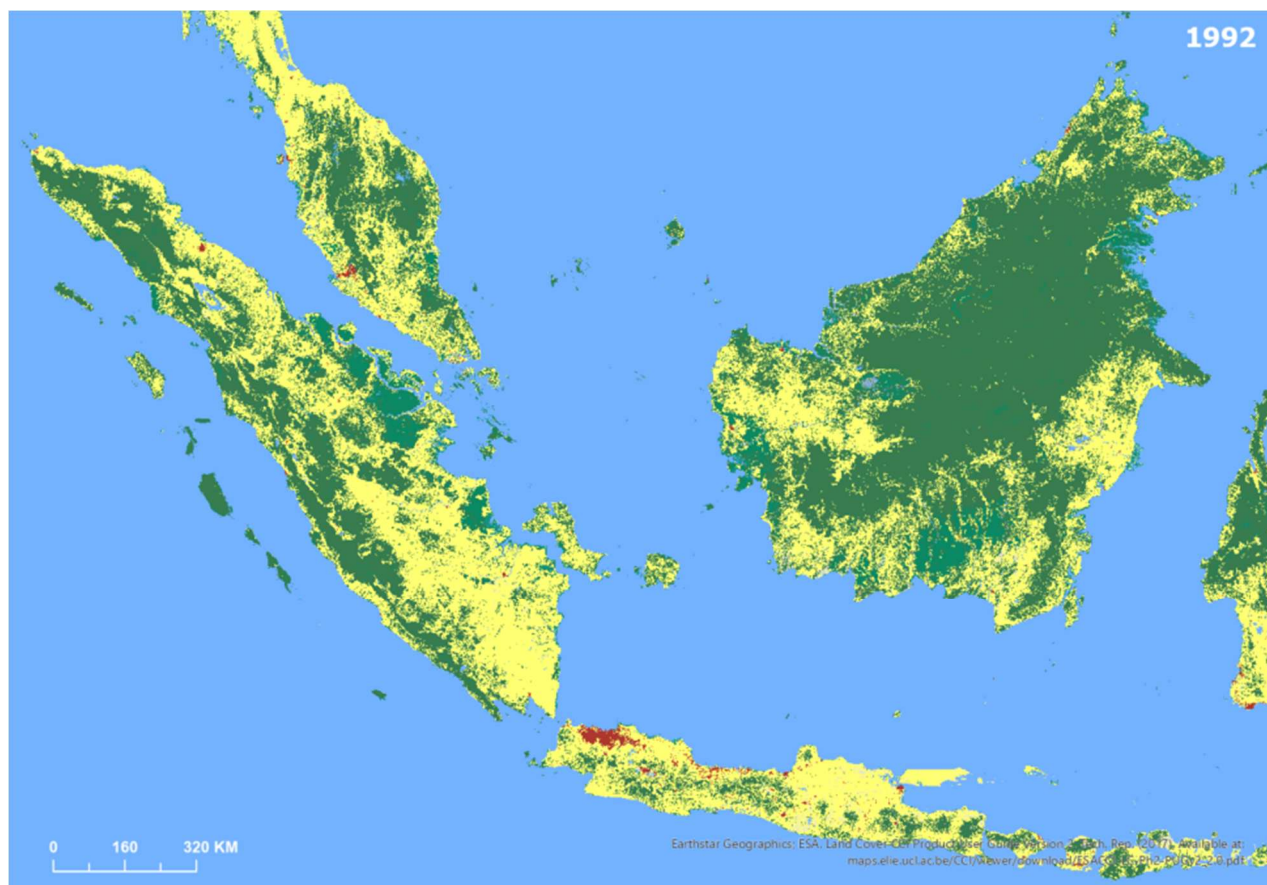 1992
0 160 320 KM
Earthstar Geographics; ESA. Land Cover CCI Product User Guide Version 2. Tech. Rep. (2017). Available at:
maps.elie.ucl.ac.be/CCI/viewer/download/ESACCI-LC-Ph2-PUGv2_2.0.pdf